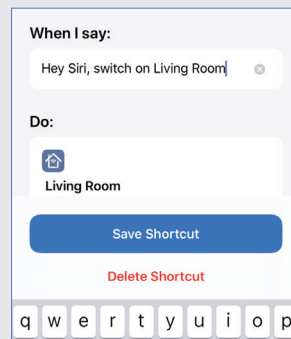 When I say:
Hey Siri, switch on Living Room
Do:
Living Room
Save Shortcut
Delete Shortcut
q w e r t y u i o p